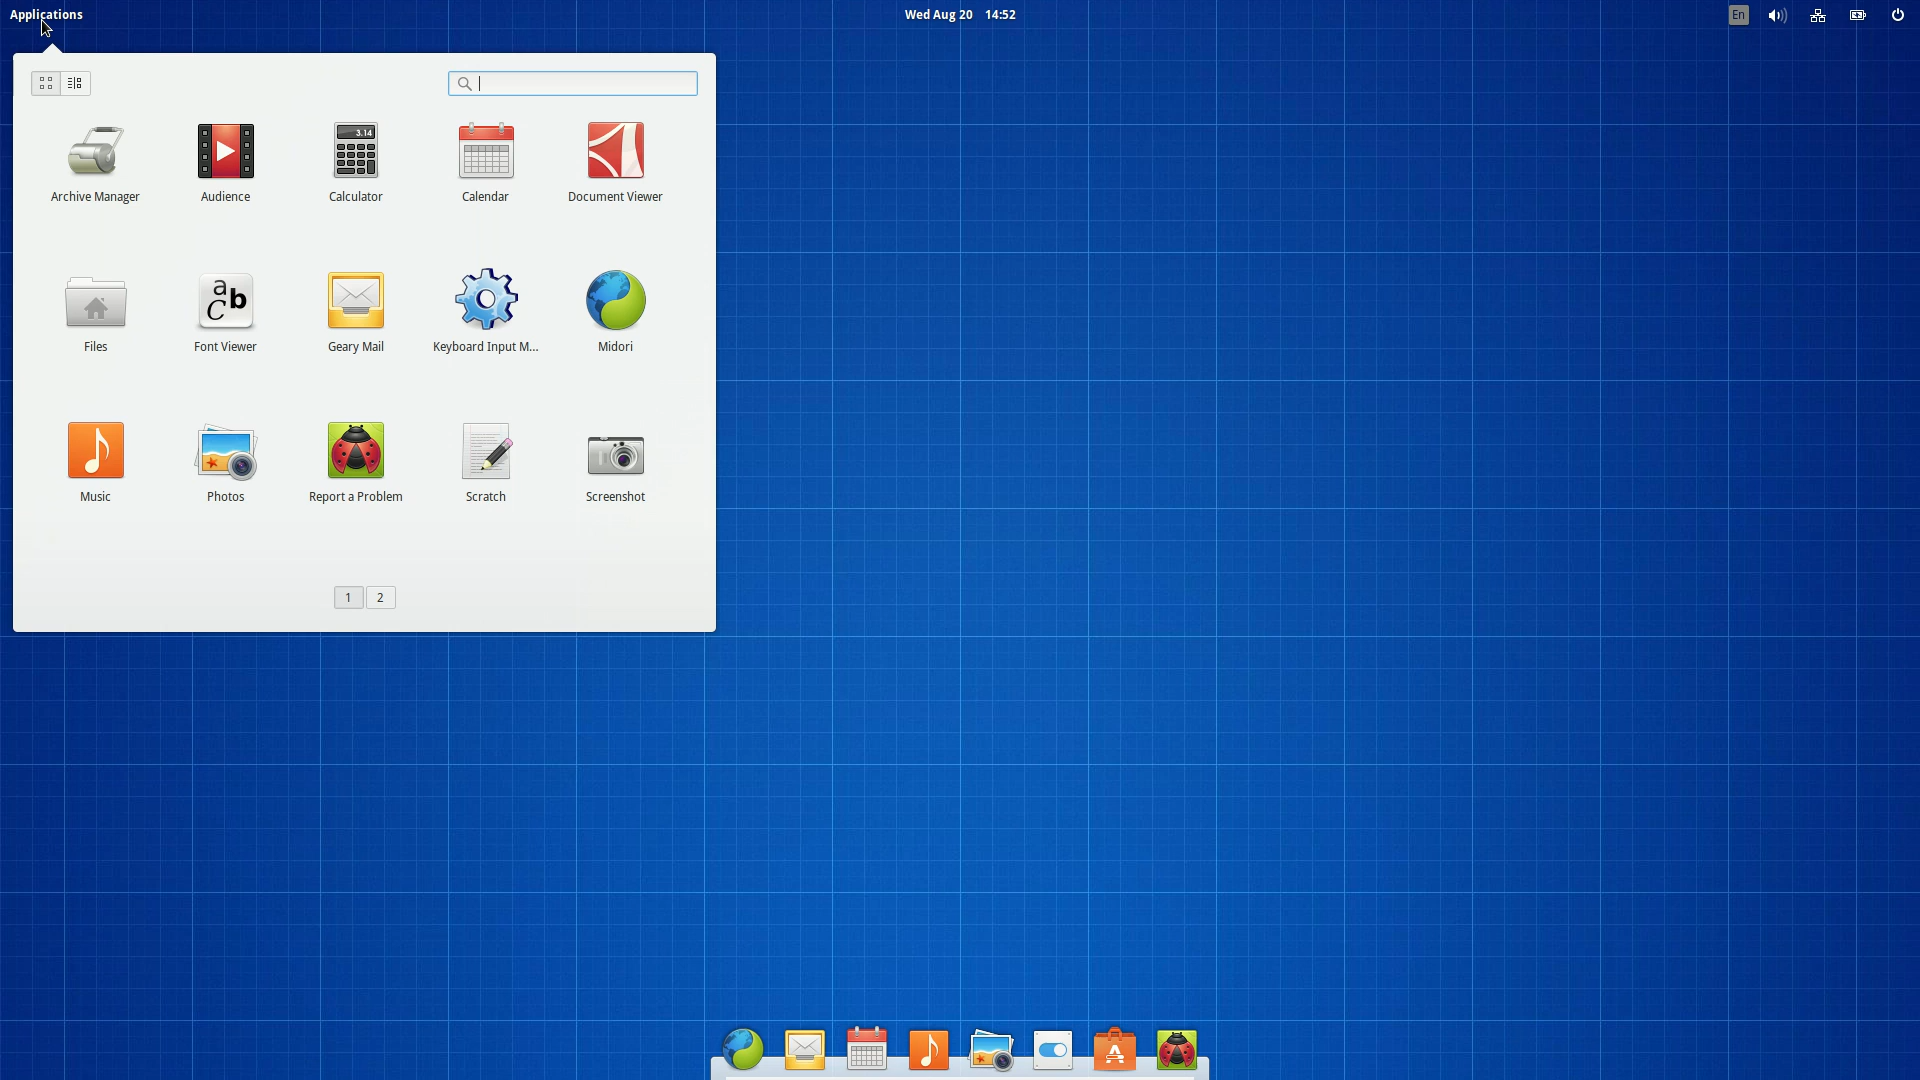 Applications
Wed Aug 20 14:52
En
3.14
Archive Manager
Audience
Calculator
Calendar
Document Viewer
a
b
C
Files
Font Viewer
Geary Mail
Keyboard Input M...
Midori
Music
Photos
Report a Problem
Scratch
Screenshot
1
2
A